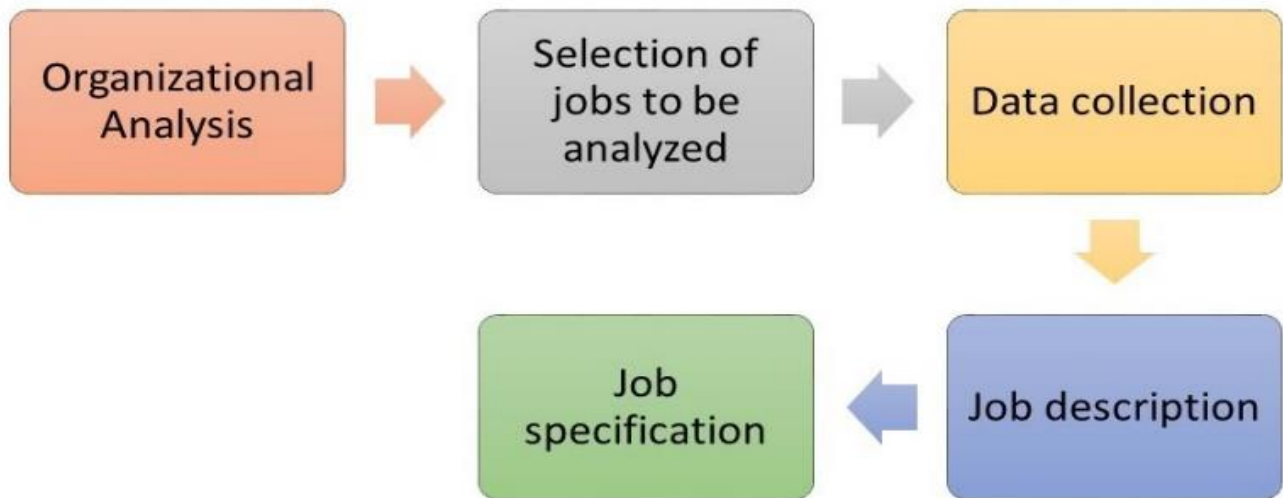 Organizational
Analysis
Selection of
jobs to be
analyzed
Data collection
Job description
Job
specification